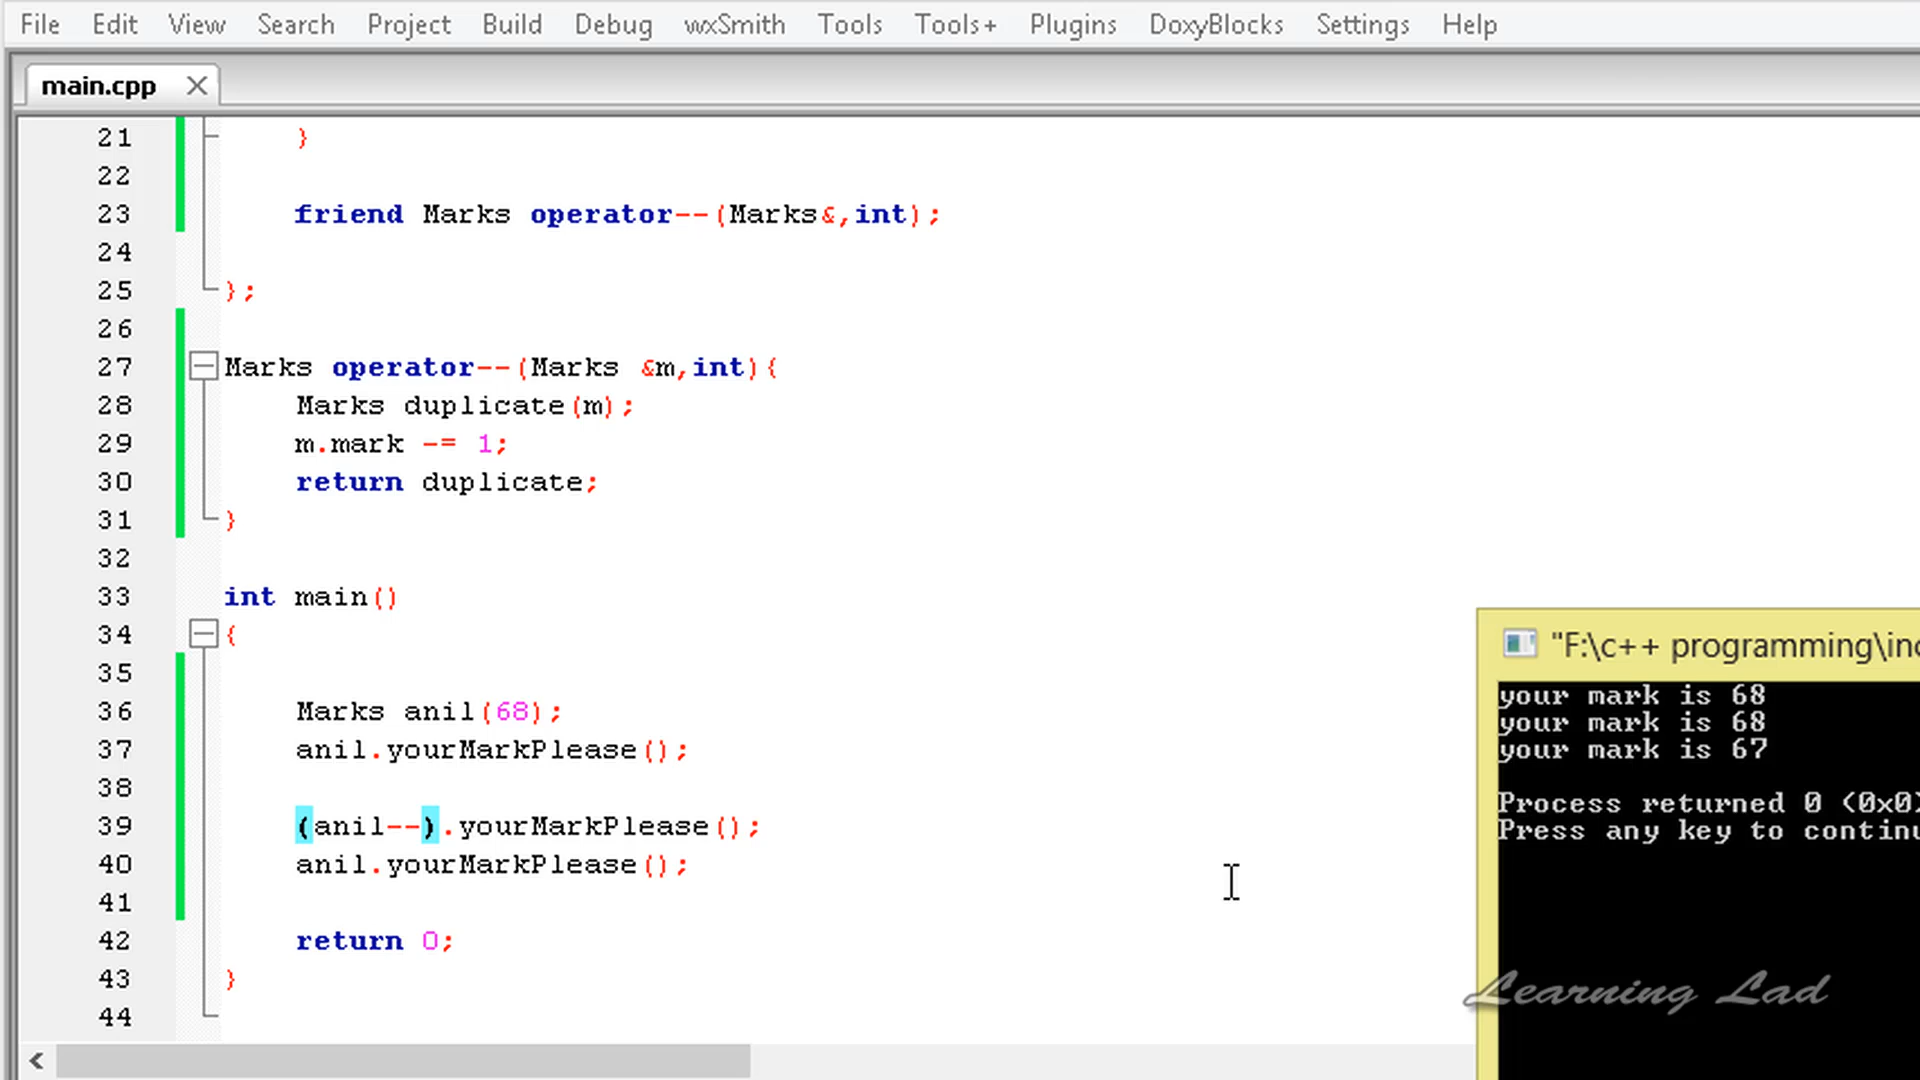 File Edit View Search Project Build Debug wxSmith Tools Tools+ Plugins DoxyBlocks Settings Help
main.cpp
21 }
22
23 friend Marks operator--(Marks&,int);
24
25 };
26
27 Marks operator--(Marks &m,int){
28 Marks duplicate(m);
29 m.mark -= 1;
30 return duplicate;
31 }
32
33 int main()
34 {
35
36 Marks anil(68);
37 anil.yourMarkPlease();
38
39 (anil--).yourMarkPlease();
40 anil.yourMarkPlease();
41
42 return 0;
43 }
44
"F:\c++ programming\inc
your mark is 68
your mark is 68
your mark is 67
Process returned 0 (0x0)
Press any key to continu
Learning Lad